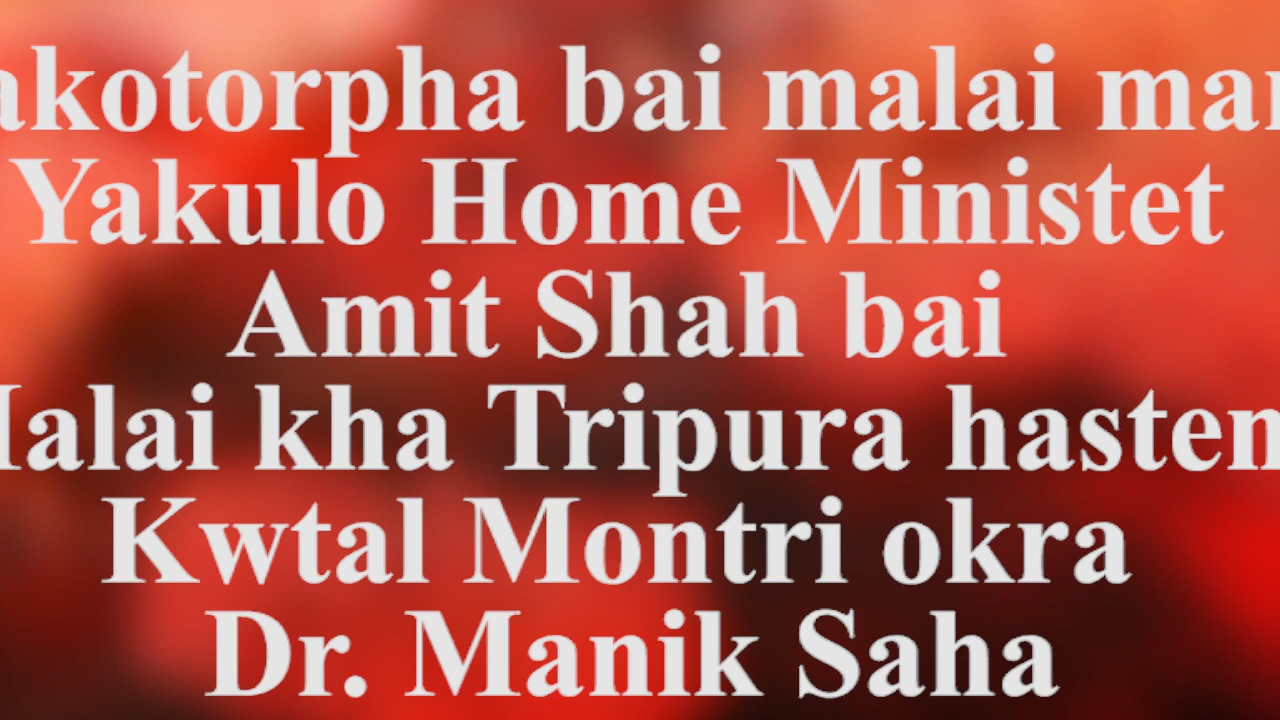 akotorpha bai malai
Yakulo Home Ministet
Amit Shah bai
kha Tripura
Kwtal Montri okra
Dr. Manik Saha